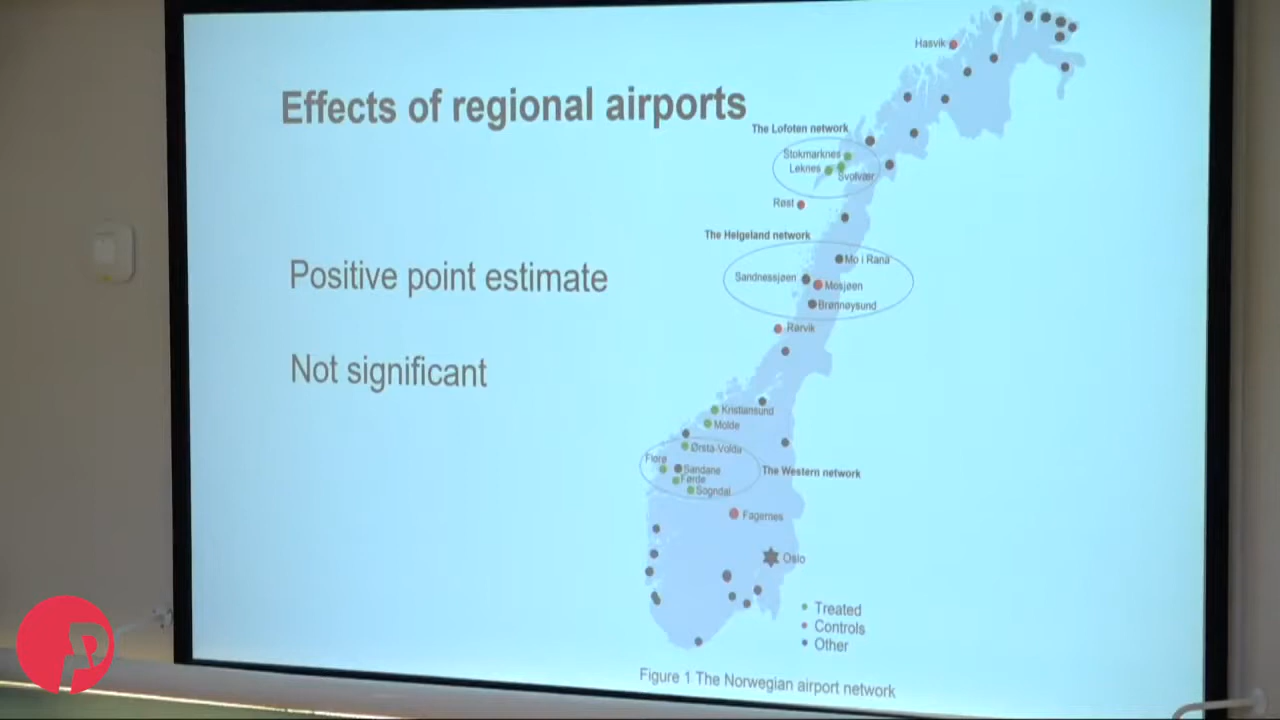 Effects of regional airports
Positive point estimate
Not significant
Hasvik
The Lofoten network
Stokmarknes
Leknes
Svolvær
Røst
The Helgeland network
Mo i Rana
Sandnessjøen
Mosjøen
Brønnøysund
Rørvik
Kristiansund
Molde
Ørsta-Volda
Florø
Sandane
Førde
Sogndal
The Western network
Fagernes
Oslo
Treated
Controls
Other
Figure 1 The Norwegian airport network